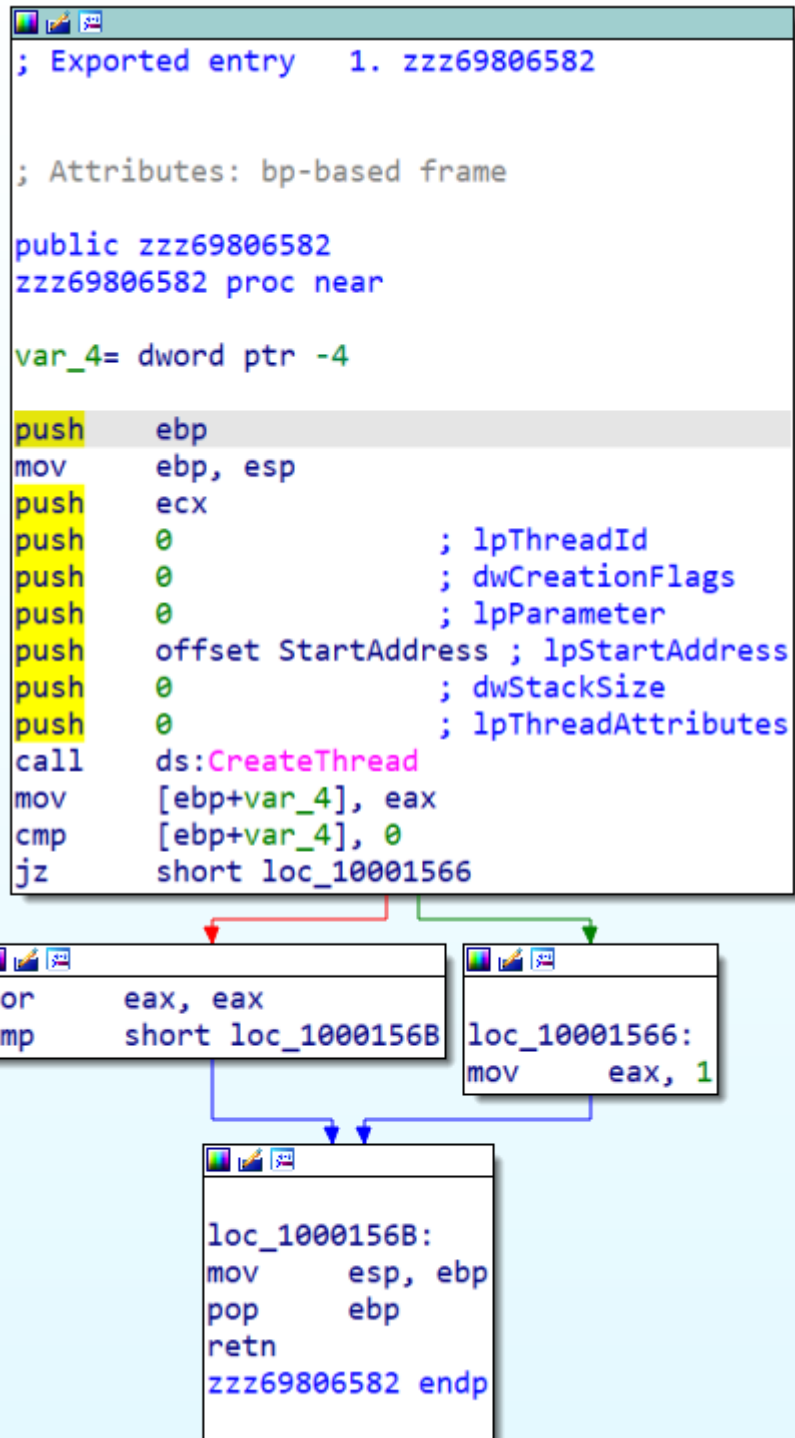 ; Exported entry   1. zzz69806582
; Attributes: bp-based frame
public zzz69806582
zzz69806582 proc near
var_4= dword ptr -4
push    ebp
mov     ebp, esp
push    ecx
push    0               ; lpThreadId
push    0               ; dwCreationFlags
push    0               ; lpParameter
push    offset StartAddress ; lpStartAddress
push    0               ; dwStackSize
push    0               ; lpThreadAttributes
call    ds:CreateThread
mov     [ebp+var_4], eax
cmp     [ebp+var_4], 0
jz      short loc_10001566
or      eax, eax
mp      short loc_1000156B
loc_10001566:
mov     eax, 1
loc_1000156B:
mov     esp, ebp
pop     ebp
retn
zzz69806582 endp